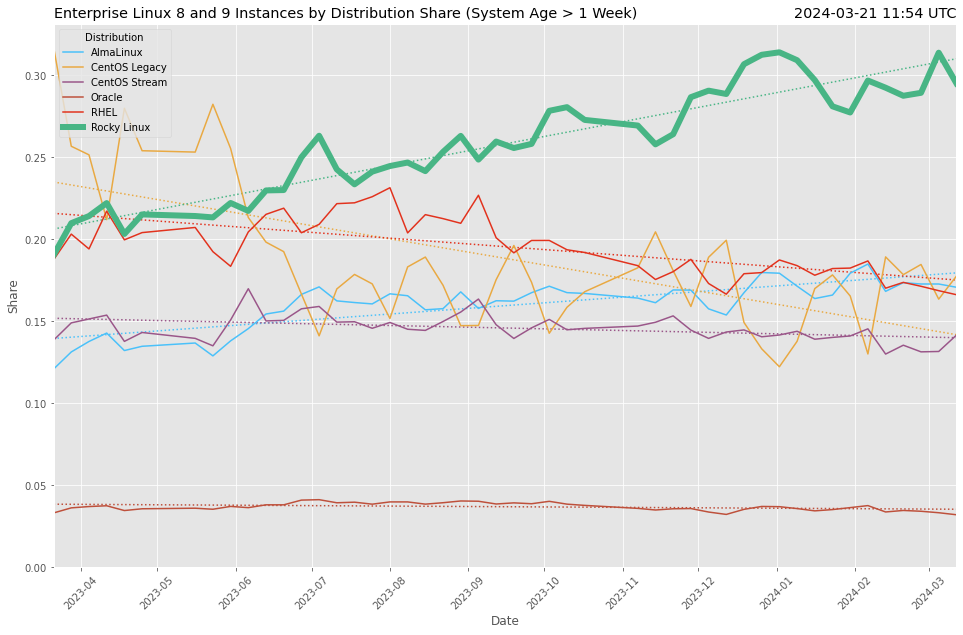 Enterprise Linux 8 and 9 Instances by Distribution Share (System Age > 1 Week)
2024-03-21 11:54 UTC
Distribution
AlmaLinux
CentOS Legacy
CentOS Stream
Oracle
RHEL
Rocky Linux
0.30
0.25
0.20
0.15
0.10
0.05
0.00
Share
2023-04
2023-05
2023-06
2023-07
2023-08
2023-09
2023-10
2023-11
2023-12
2024-01
2024-02
2024-03
Date